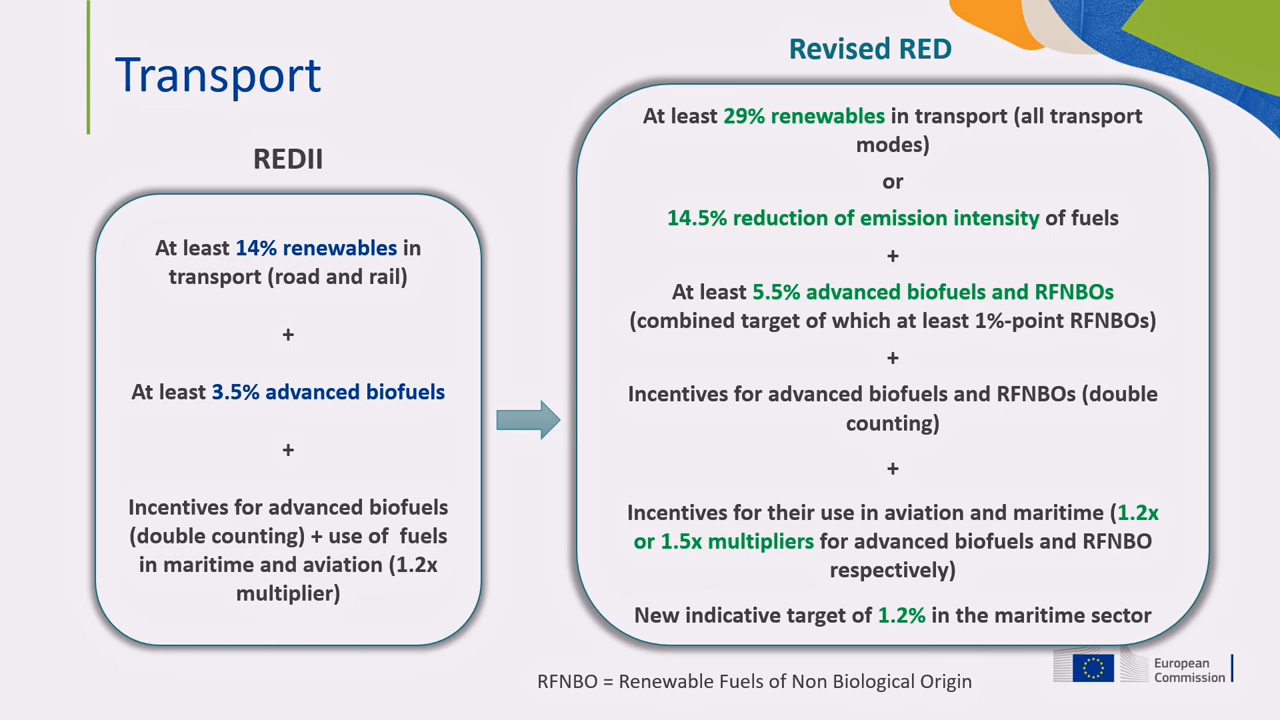 Transport
REDII
At least 14% renewables in
transport (road and rail)
+
At least 3.5% advanced biofuels
+
Incentives for advanced biofuels
(double counting) + use of fuels
in maritime and aviation (1.2x
multiplier)
Revised RED
At least 29% renewables in transport (all transport
modes)
or
14.5% reduction of emission intensity of fuels
+
At least 5.5% advanced biofuels and RFNBOs
(combined target of which at least 1%-point RFNBOs)
+
Incentives for advanced biofuels and RFNBOs (double
counting)
+
Incentives for their use in aviation and maritime (1.2x
or 1.5x multipliers for advanced biofuels and RFNBO
respectively)
New indicative target of 1.2% in the maritime sector
RFNBO = Renewable Fuels of Non Biological Origin
European
Commission